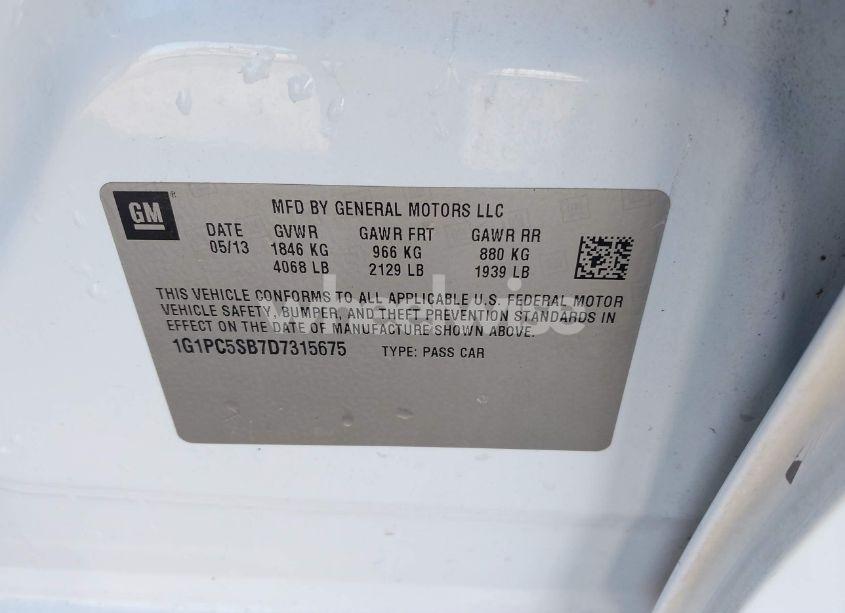 GM ®
MFD BY GENERAL MOTORS LLC
DATE GVWR GAWR FRT GAWR RR
05/13 1846 KG 966 KG 880 KG
4068 LB 2129 LB 1939 LB
THIS VEHICLE CONFORMS TO ALL APPLICABLE U.S. FEDERAL MOTOR
VEHICLE SAFETY, BUMPER, AND THEFT PREVENTION STANDARDS IN
EFFECT ON THE DATE OF MANUFACTURE SHOWN ABOVE.
1G1PC5SB7D7315675 TYPE: PASS CAR